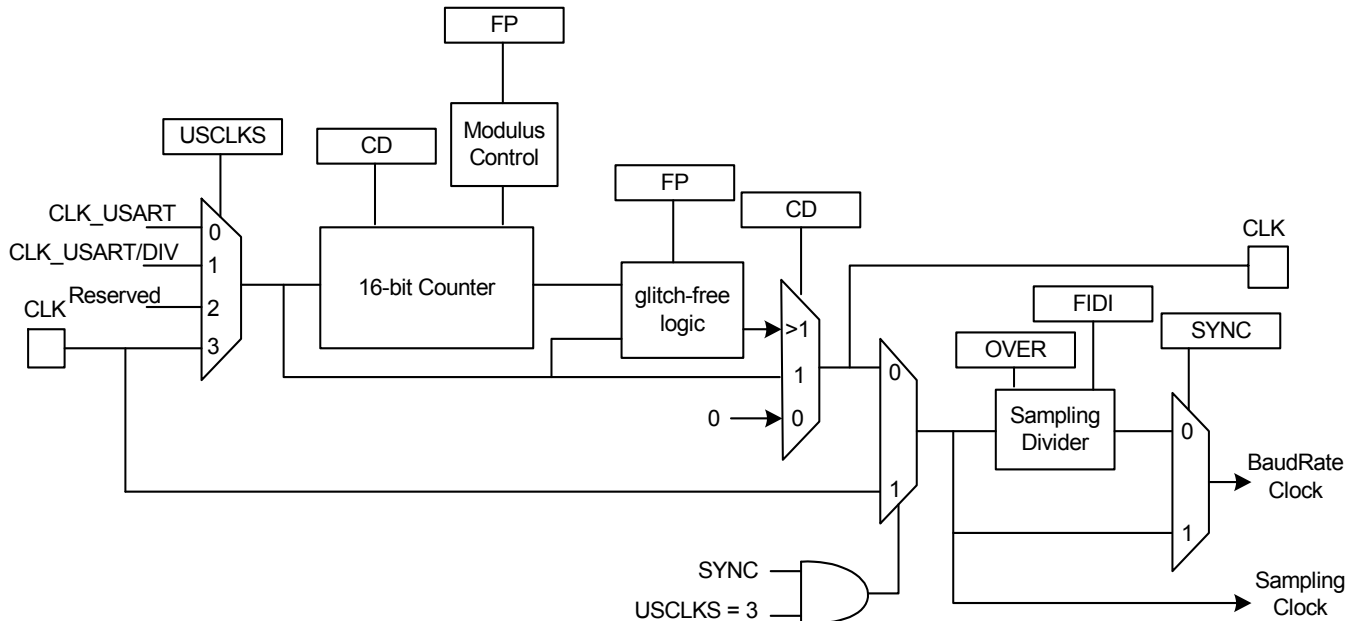 FP
USCLKS
CD
Modulus
Control
FP
CD
CLK_USART
0
CLK_USART/DIV
1
Reserved
2
CLK
3
16-bit Counter
glitch-free
logic
>1
1
0
0
CLK
FIDI
OVER
SYNC
0
1
Sampling
Divider
0
1
BaudRate
Clock
SYNC
USCLKS = 3
Sampling
Clock